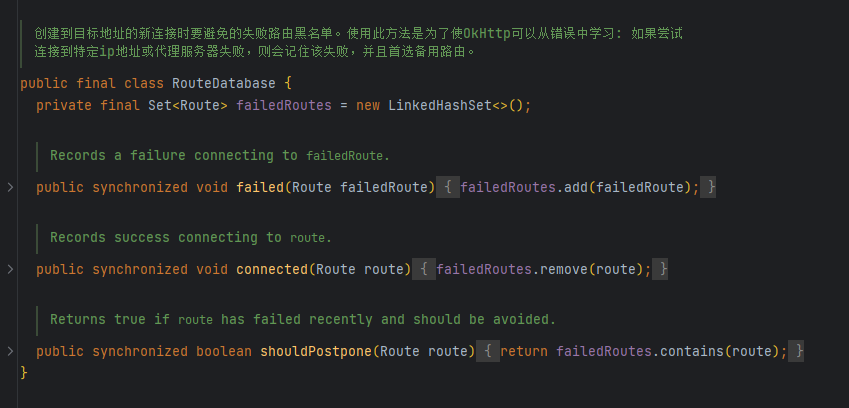 创建到目标地址的新连接时要避免的失败路由黑名单。使用此方法是为了使OkHttp可以从错误中学习: 如果尝试
连接到特定ip地址或代理服务器失败，则会记住该失败，并且首选备用路由。
public final class RouteDatabase {
private final Set<Route> failedRoutes = new LinkedHashSet<>();
Records a failure connecting to failedRoute.
public synchronized void failed(Route failedRoute) { failedRoutes.add(failedRoute); }
Records success connecting to route.
public synchronized void connected(Route route) { failedRoutes.remove(route); }
Returns true if route has failed recently and should be avoided.
public synchronized boolean shouldPostpone(Route route) { return failedRoutes.contains(route); }
}